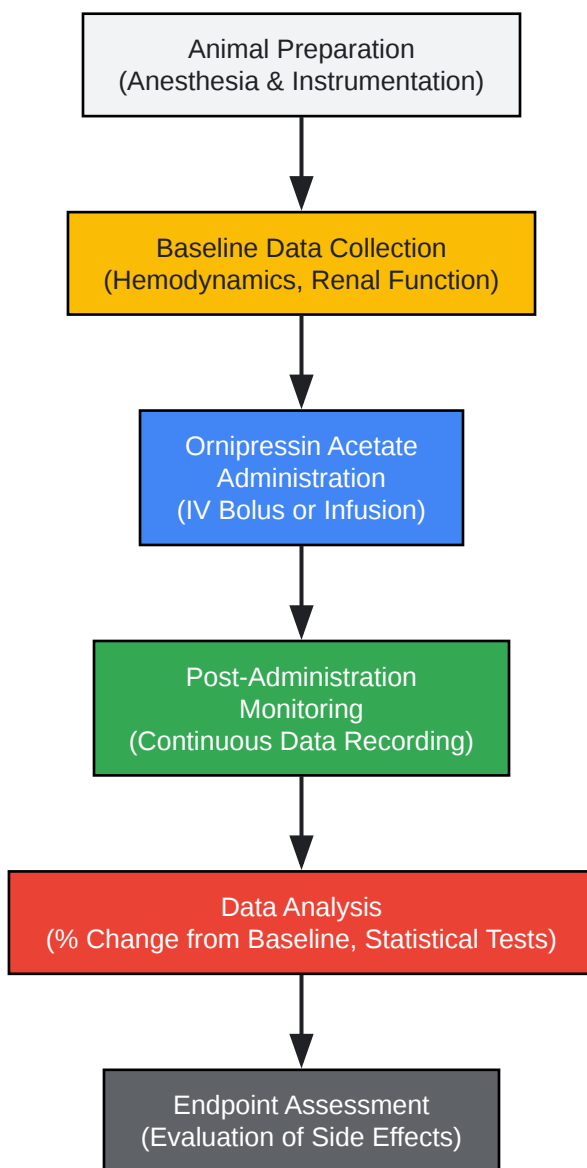 Animal Preparation
(Anesthesia & Instrumentation)
Baseline Data Collection
(Hemodynamics, Renal Function)
Ornipressin Acetate
Administration
(IV Bolus or Infusion)
Post-Administration
Monitoring
(Continuous Data Recording)
Data Analysis
(% Change from Baseline, Statistical Tests)
Endpoint Assessment
(Evaluation of Side Effects)